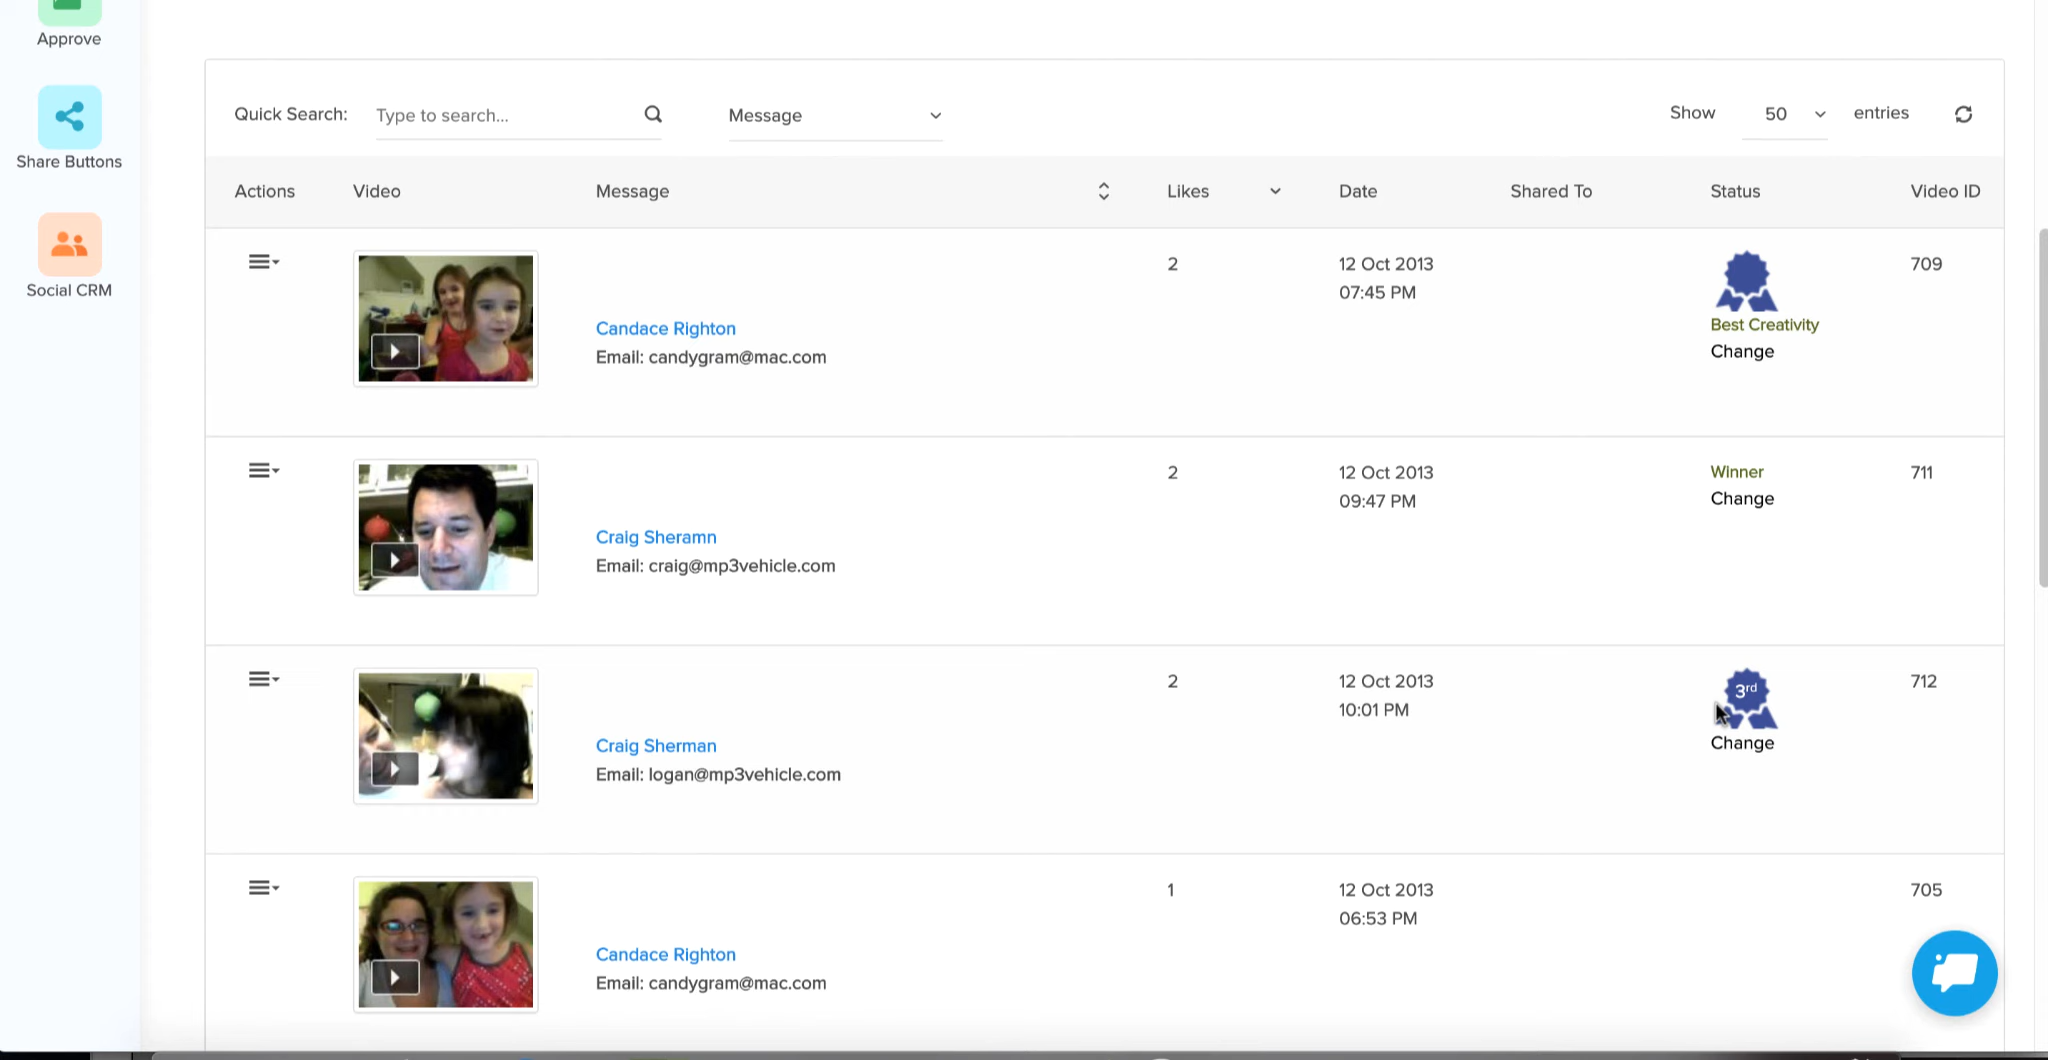 Approve
Share Buttons
Social CRM
Quick Search: Type to search... Message Show 50 entries
Actions Video Message Likes Date Shared To Status Video ID
2 12 Oct 2013 709
07:45 PM
Candace Righton Best Creativity
Email: candygram@mac.com Change
2 12 Oct 2013 Winner 711
09:47 PM Change
Craig Sheramn
Email: craig@mp3vehicle.com
2 12 Oct 2013 3rd 712
10:01 PM
Craig Sherman Change
Email: logan@mp3vehicle.com
1 12 Oct 2013 705
06:53 PM
Candace Righton
Email: candygram@mac.com